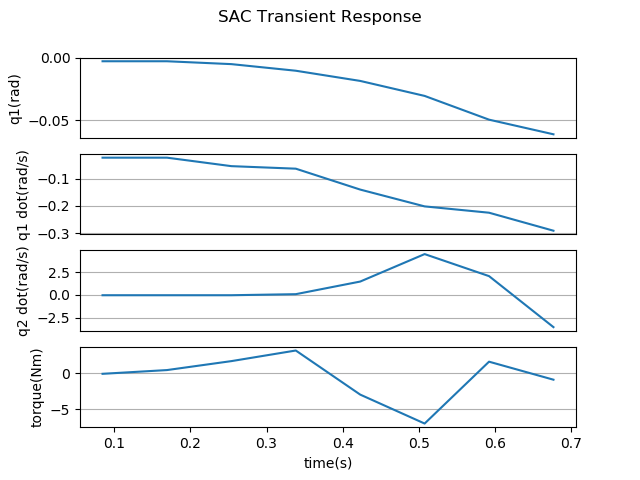 SAC Transient Response
0.00
−0.05
q1(rad)
−0.1
−0.2
−0.3
q1 dot(rad/s)
2.5
0.0
−2.5
q2 dot(rad/s)
0
−5
torque(Nm)
0.1 0.2 0.3 0.4 0.5 0.6 0.7
time(s)